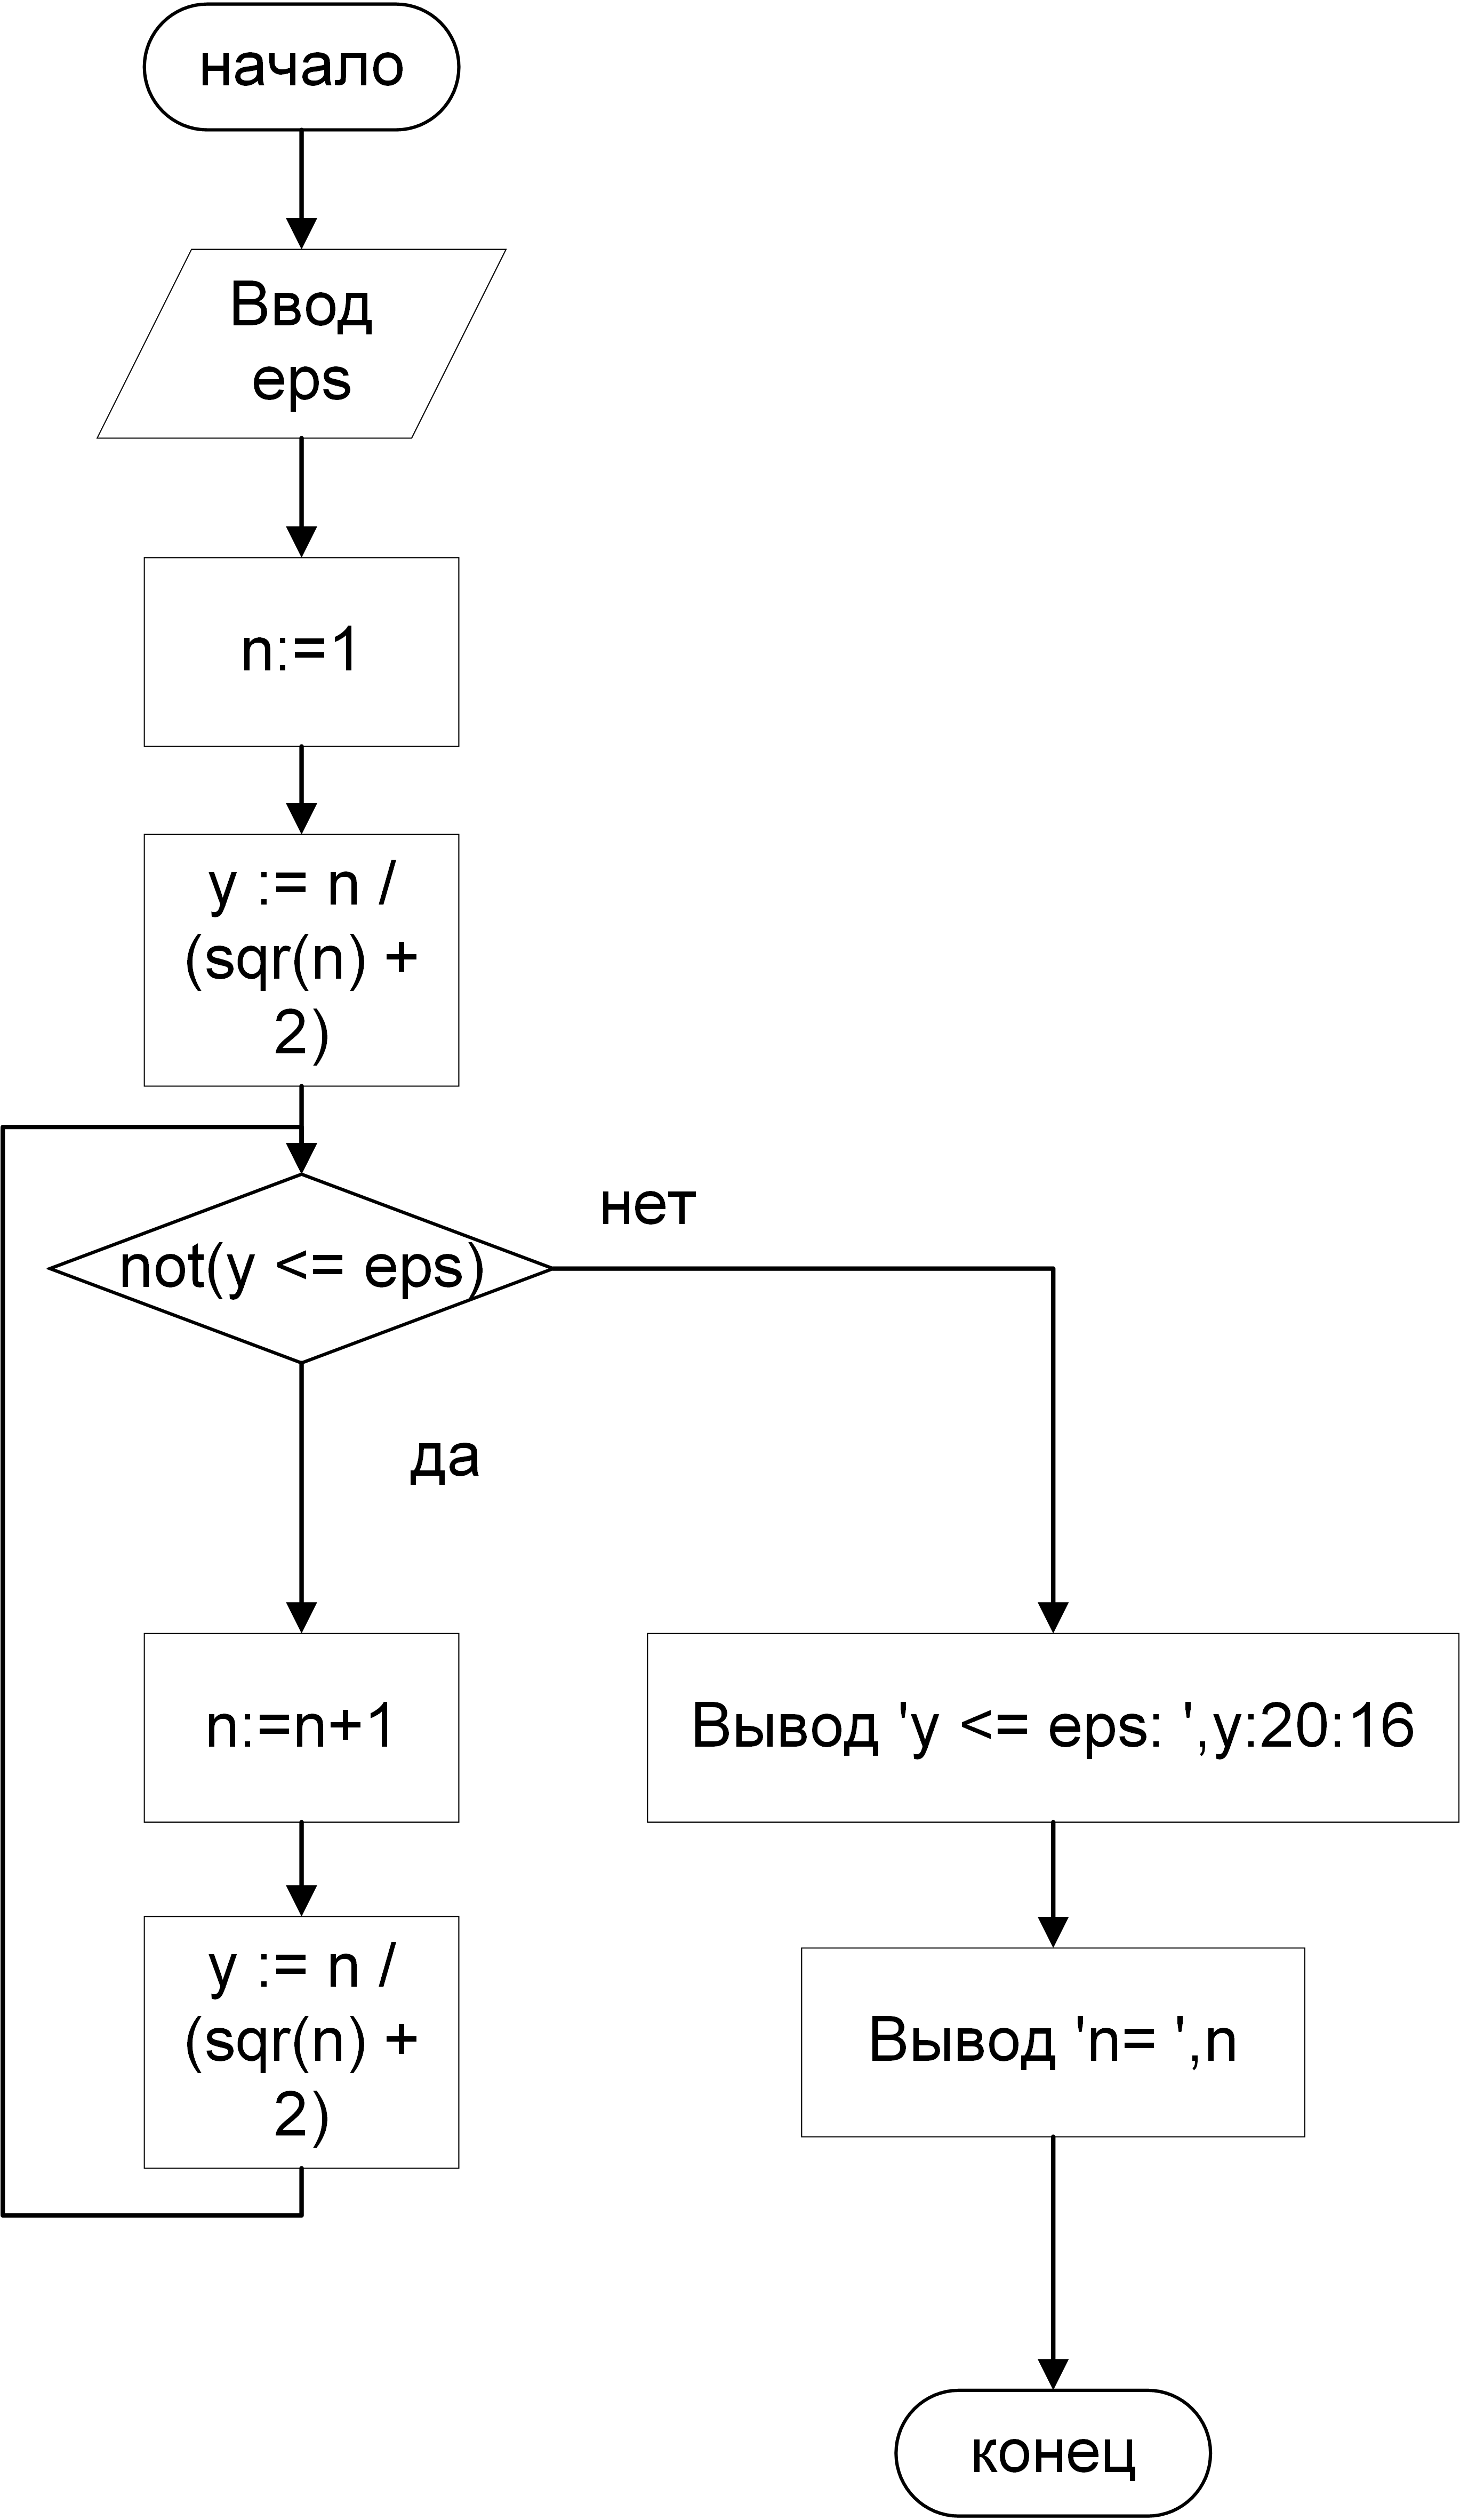 начало
Ввод
eps
n:=1
y := n /
(sqr(n) +
2)
not(y <= eps)
нет
да
n:=n+1
y := n /
(sqr(n) +
2)
Вывод 'y <= eps: ',y:20:16
Вывод 'n= ',n
конец